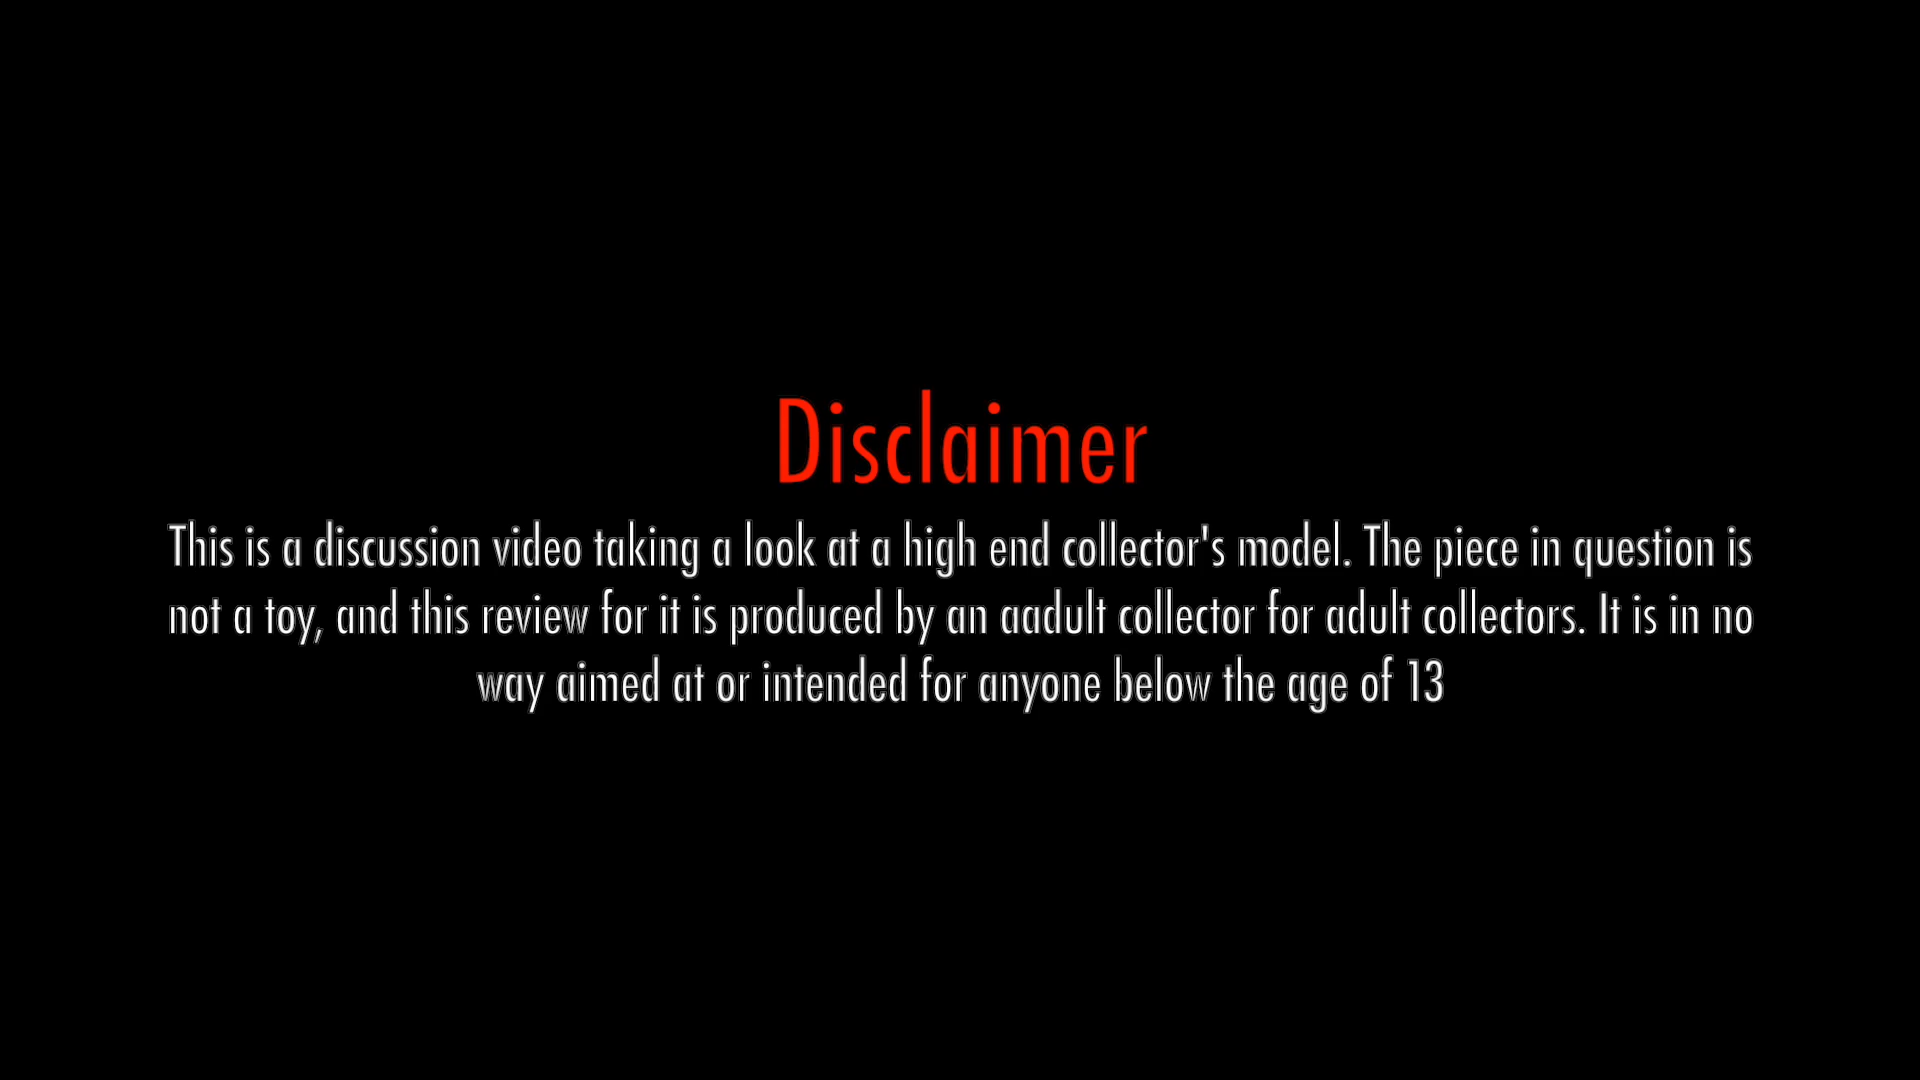 Disclaimer
This is a discussion video taking a look at a high end collector's model. The piece in question is
not a toy, and this review for it is produced by an aadult collector for adult collectors. It is in no
way aimed at or intended for anyone below the age of 13